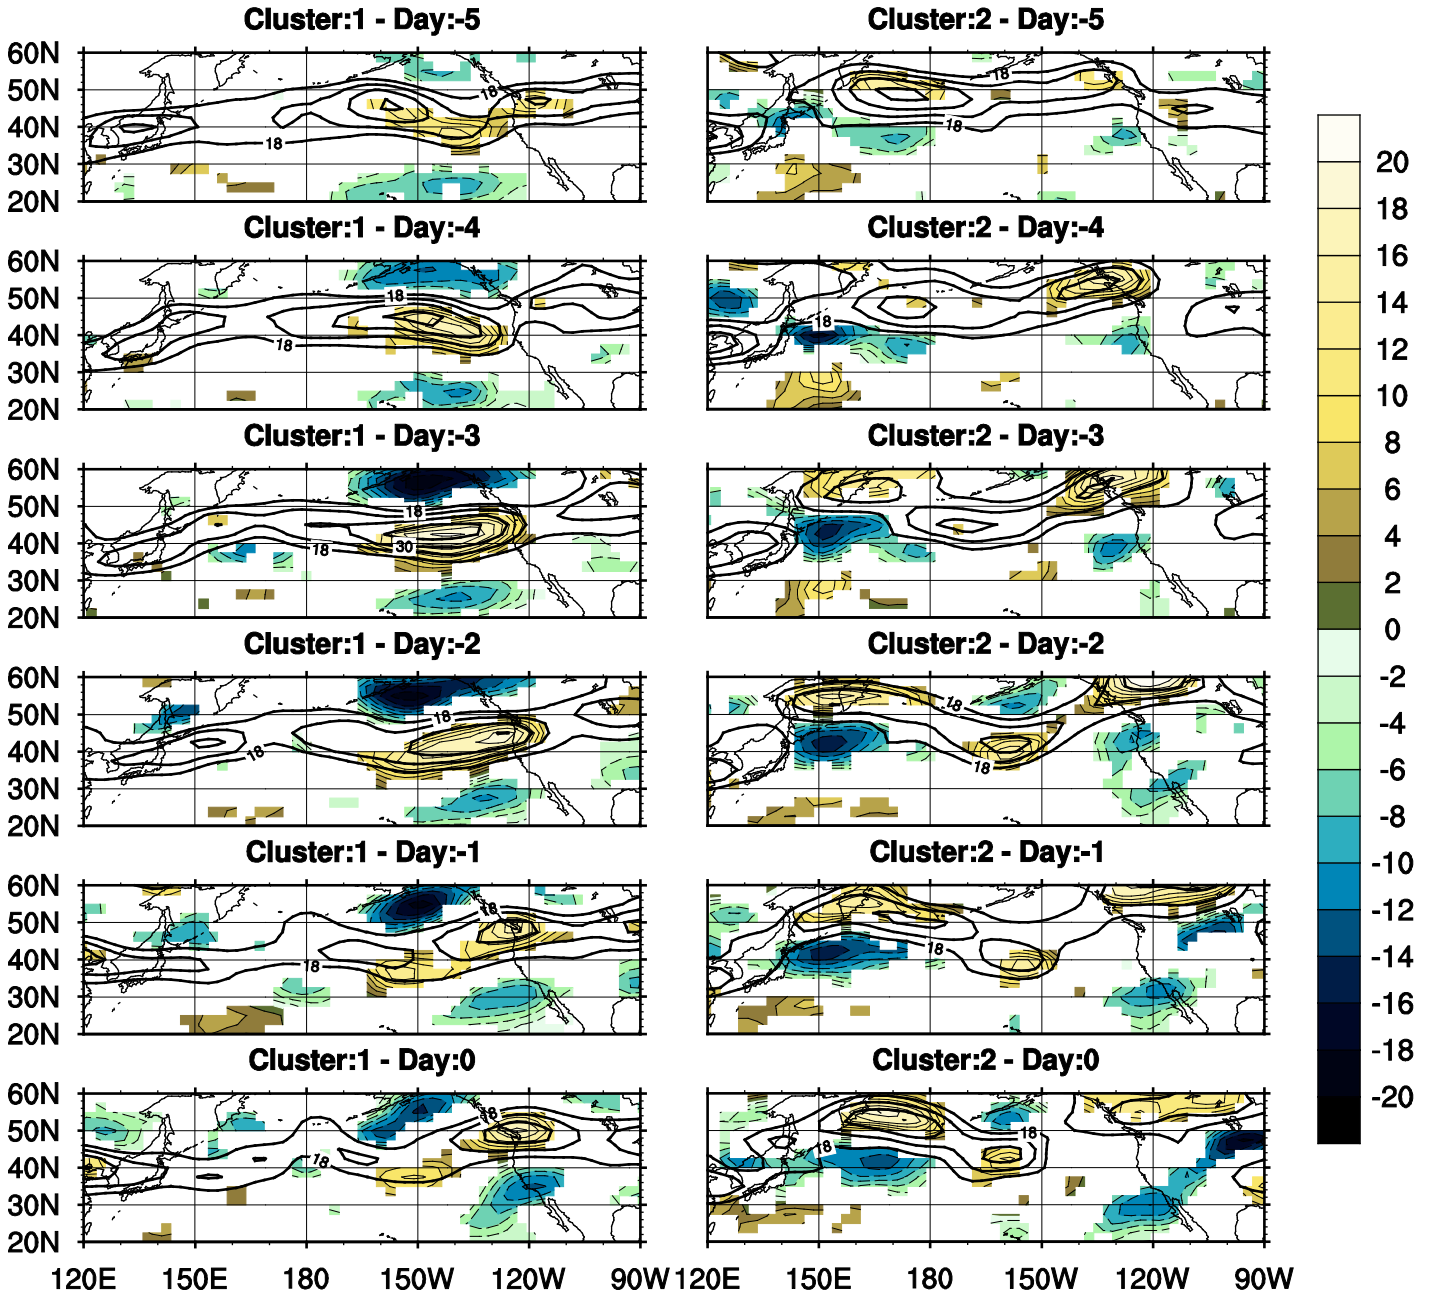 Cluster:1 - Day:-5 Cluster:2 - Day:-5
60N
50N 18 18
40N 18 18
30N
20N
Cluster:1 - Day:-4 Cluster:2 - Day:-4
60N
50N 18
40N 18 18
30N
20N
Cluster:1 - Day:-3 Cluster:2 - Day:-3
60N
50N 18
40N 18 30
30N
20N
Cluster:1 - Day:-2 Cluster:2 - Day:-2
60N
50N 18 18
40N 18 18
30N
20N
Cluster:1 - Day:-1 Cluster:2 - Day:-1
60N
50N 18
40N 18 18
30N
20N
Cluster:1 - Day:0 Cluster:2 - Day:0
60N
50N 18 18
40N 18 18
30N
20N
120E 150E 180 150W 120W 90W 120E 150E 180 150W 120W 90W
20
18
16
14
12
10
8
6
4
2
0
-2
-4
-6
-8
-10
-12
-14
-16
-18
-20